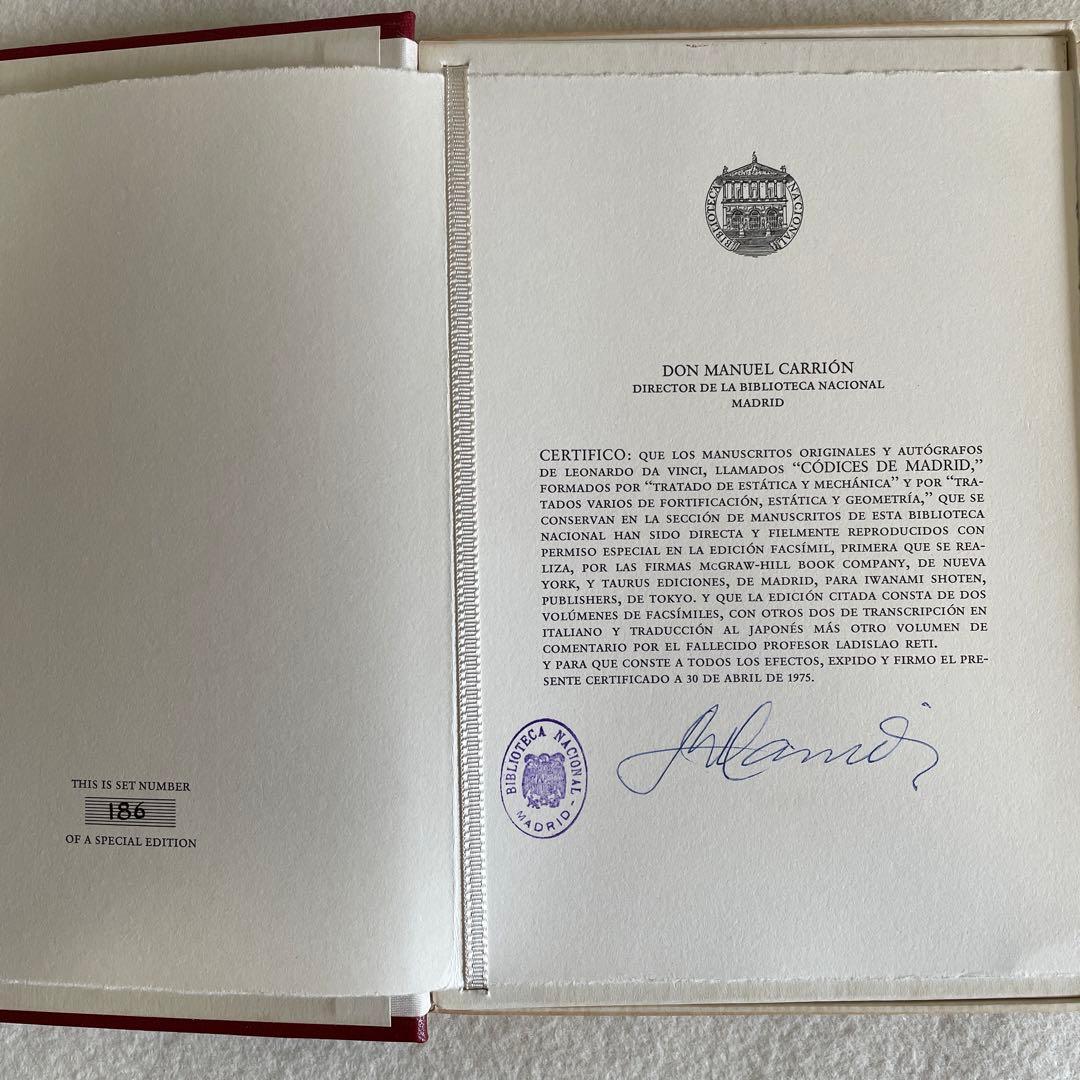 THIS IS SET NUMBER
186
OF A SPECIAL EDITION
BIBLIOTECA NACIONAL
DON MANUEL CARRIÓN
DIRECTOR DE LA BIBLIOTECA NACIONAL
MADRID
CERTIFICO: QUE LOS MANUSCRITOS ORIGINALES Y AUTÓGRAFOS
DE LEONARDO DA VINCI, LLAMADOS “CÓDICES DE MADRID,”
FORMADOS POR “TRATADO DE ESTÁTICA Y MECHÁNICA” Y POR “TRA-
TADOS VARIOS DE FORTIFICACIÓN, ESTÁTICA Y GEOMETRÍA,” QUE SE
CONSERVAN EN LA SECCIÓN DE MANUSCRITOS DE ESTA BIBLIOTECA
NACIONAL HAN SIDO DIRECTA Y FIELMENTE REPRODUCIDOS CON
PERMISO ESPECIAL EN LA EDICIÓN FACSÍMIL, PRIMERA QUE SE REA-
LIZA, POR LAS FIRMAS McGRAW-HILL BOOK COMPANY, DE NUEVA
YORK, Y TAURUS EDICIONES, DE MADRID, PARA IWANAMI SHOTEN,
PUBLISHERS, DE TOKYO. Y QUE LA EDICIÓN CITADA CONSTA DE DOS
VOLÚMENES DE FACSÍMILES, CON OTROS DOS DE TRANSCRIPCIÓN EN
ITALIANO Y TRADUCCIÓN AL JAPONÉS MÁS OTRO VOLUMEN DE
COMENTARIO POR EL FALLECIDO PROFESOR LADISLAO RETI.
Y PARA QUE CONSTE A TODOS LOS EFECTOS, EXPIDO Y FIRMO EL PRE-
SENTE CERTIFICADO A 30 DE ABRIL DE 1975.
BIBLIOTECA NACIONAL
- MADRID -